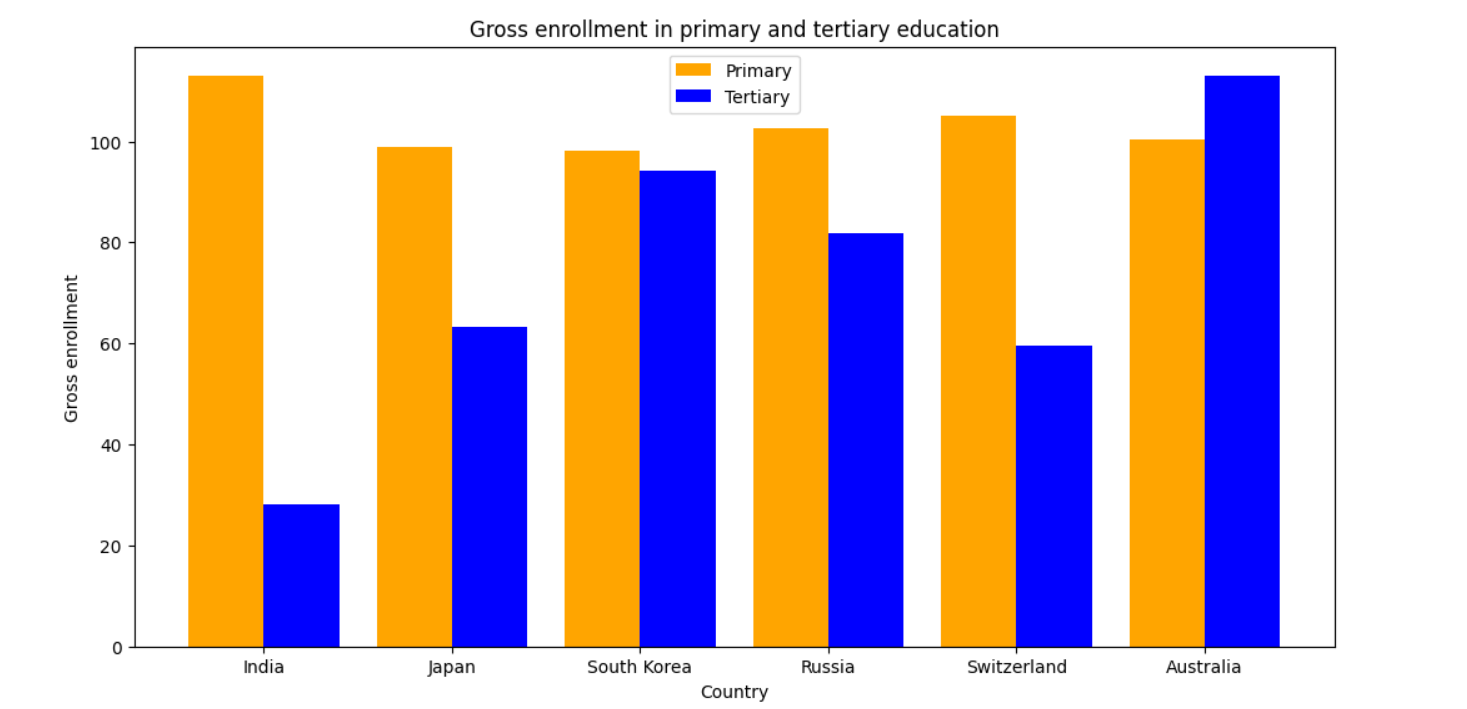 Gross enrollment in primary and tertiary education
Primary
Tertiary
100
80
60
40
20
0
Gross enrollment
India Japan South Korea Russia Switzerland Australia
Country